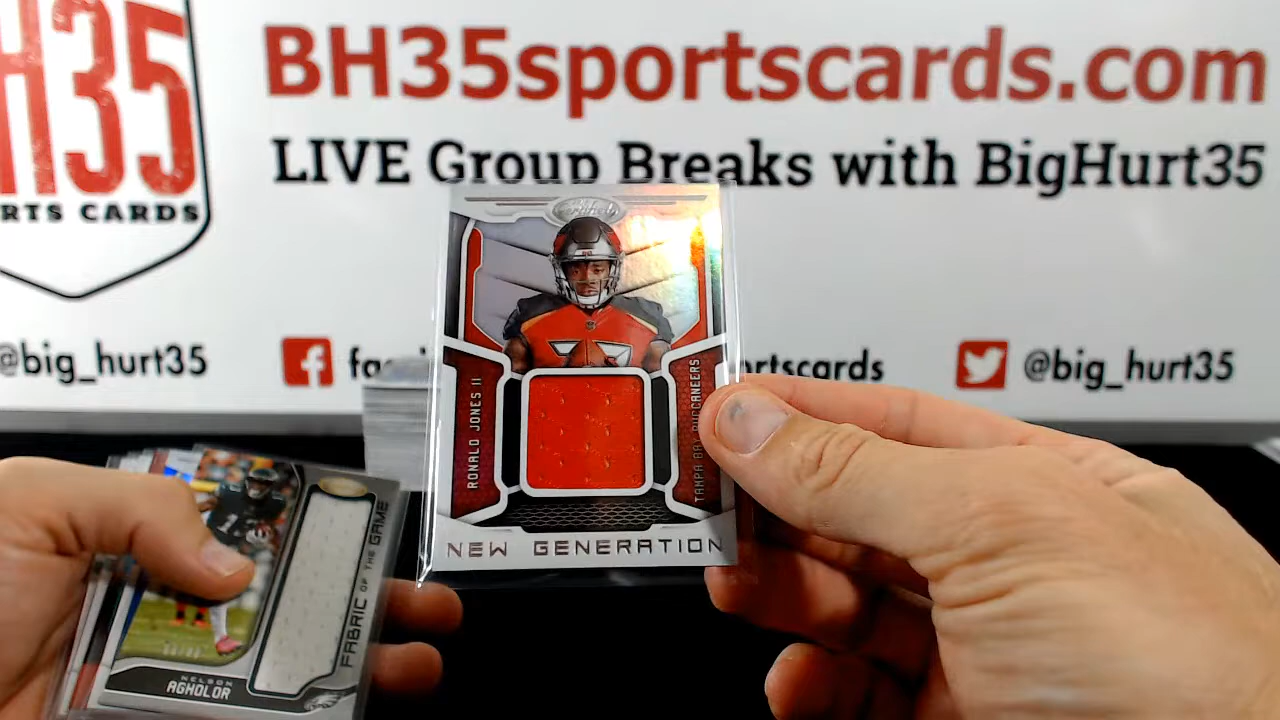 BH35sportscards.com
LIVE Group Breaks with BigHurt35
H35
RTS CARDS
@big_hurt35
fac
rtscards
@big_hurt35
RONALD JONES II
TAMPA BAY BUCCANEERS
NEW GENERATION
FABRIC OF THE GAME
NELSON
AGHOLOR